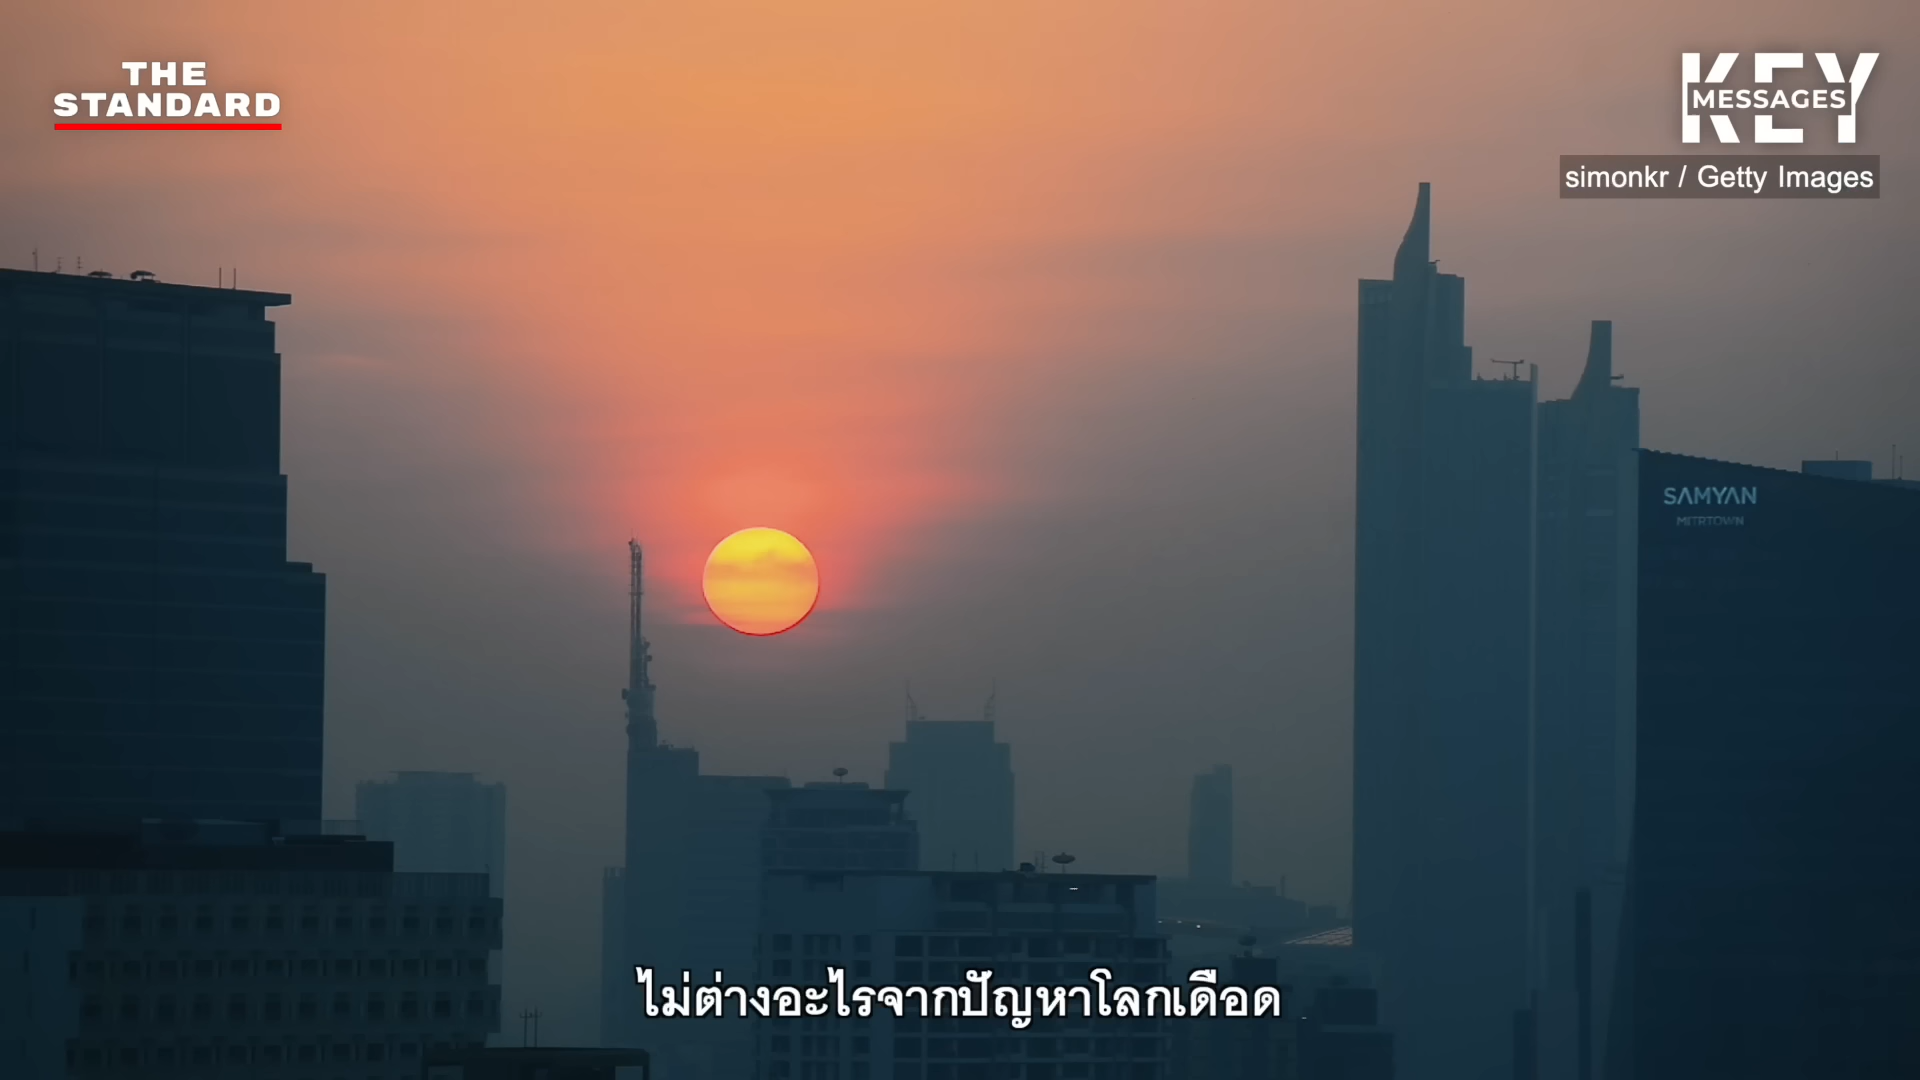 THE
STANDARD
KEY
MESSAGES
simonkr / Getty Images
SAMYAN
MITRTOWN
ไม่ต่างอะไรจากปัญหาโลกเดือด